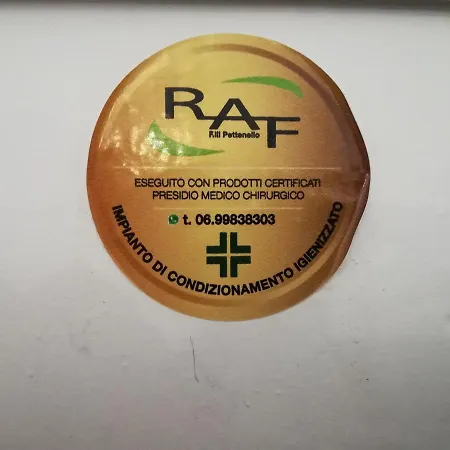 RAF
F.lli Pettenello
ESEGUITO CON PRODOTTI CERTIFICATI
PRESIDIO MEDICO CHIRURGICO
t. 06.99838303
IMPIANTO DI CONDIZIONAMENTO IGIENIZZATO